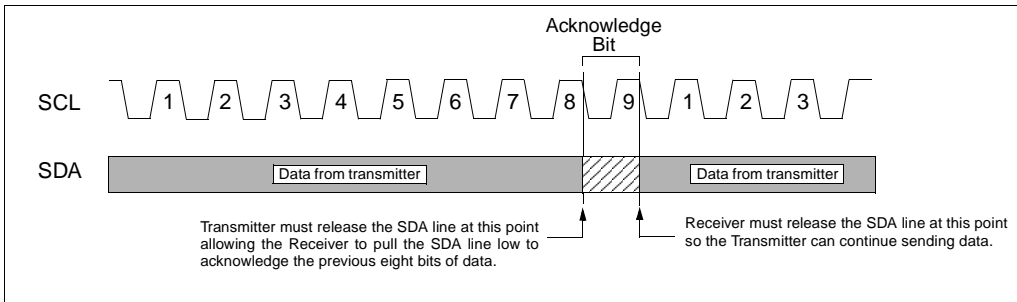 Acknowledge
Bit
SCL
1 2 3 4 5 6 7 8 9 1 2 3
SDA
Data from transmitter
Data from transmitter
Transmitter must release the SDA line at this point
allowing the Receiver to pull the SDA line low to
acknowledge the previous eight bits of data.
Receiver must release the SDA line at this point
so the Transmitter can continue sending data.